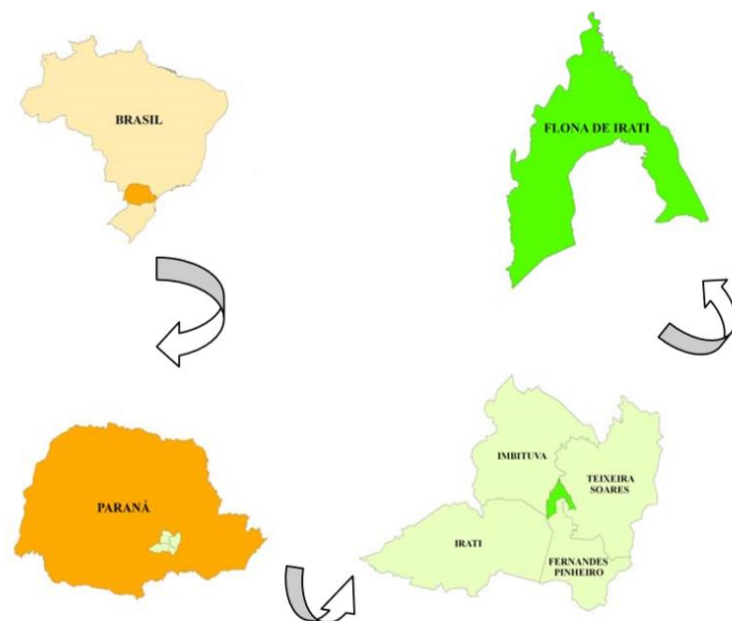 BRASIL
FLONA DE IRATI
PARANÁ
IMBITUVA
TEIXEIRA
SOARES
IRATI
FERNANDES
PINHEIRO